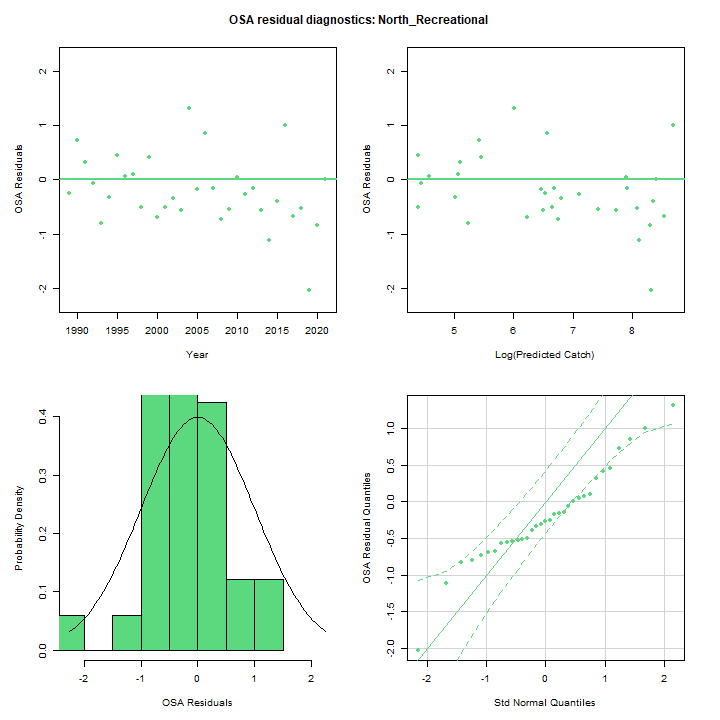 OSA residual diagnostics: North_Recreational
2
1
0
-1
-2
OSA Residuals
1990 1995 2000 2005 2010 2015 2020
Year
2
1
0
-1
-2
OSA Residuals
5 6 7 8
Log(Predicted Catch)
0.4
0.3
0.2
0.1
0.0
Probability Density
-2 -1 0 1 2
OSA Residuals
1.0
0.5
0.0
-0.5
-1.0
-1.5
-2.0
OSA Residual Quantiles
-2 -1 0 1 2
Std Normal Quantiles